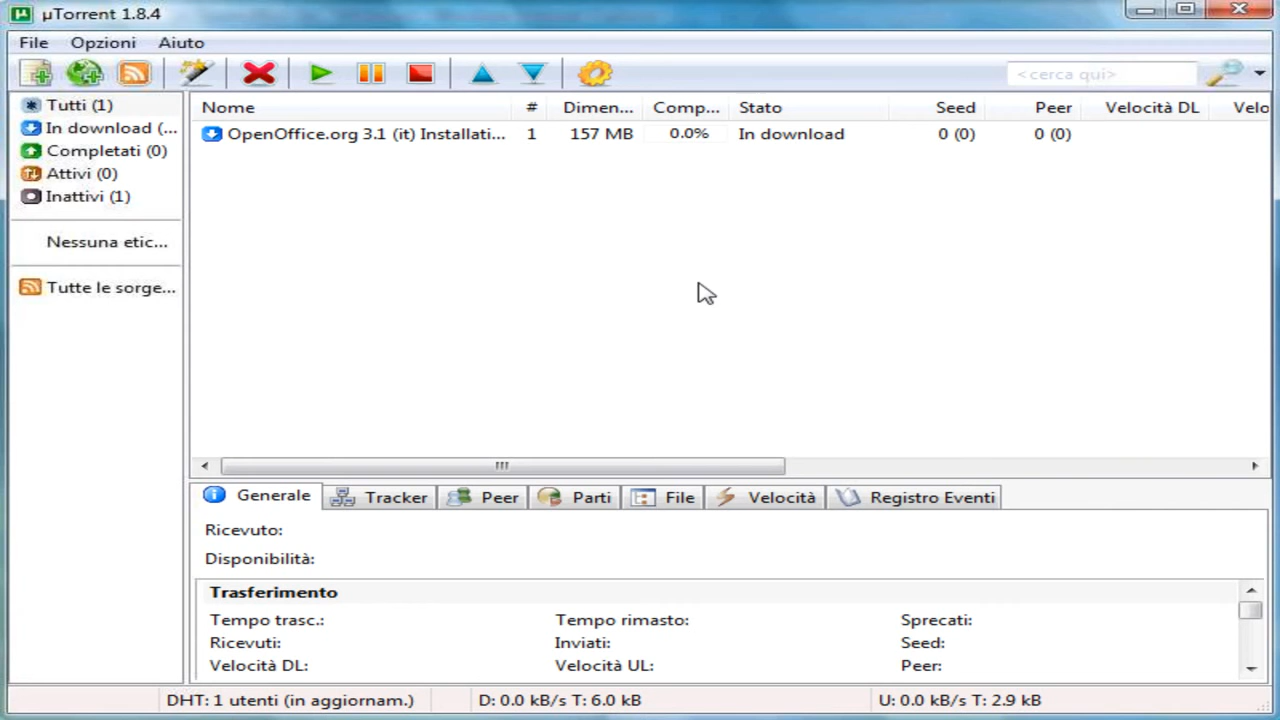 µTorrent 1.8.4
File Opzioni Aiuto
<cerca qui>
Tutti (1)
In download (...
Completati (0)
Attivi (0)
Inattivi (1)
Nessuna etic...
Tutte le sorge...
Nome # Dimen... Comp... Stato Seed Peer Velocità DL Velo
OpenOffice.org 3.1 (it) Installati... 1 157 MB 0.0% In download 0 (0) 0 (0)
Generale Tracker Peer Parti File Velocità Registro Eventi
Ricevuto:
Disponibilità:
Trasferimento
Tempo trasc.: Tempo rimasto: Sprecati:
Ricevuti: Inviati: Seed:
Velocità DL: Velocità UL: Peer:
DHT: 1 utenti (in aggiornam.) D: 0.0 kB/s T: 6.0 kB U: 0.0 kB/s T: 2.9 kB